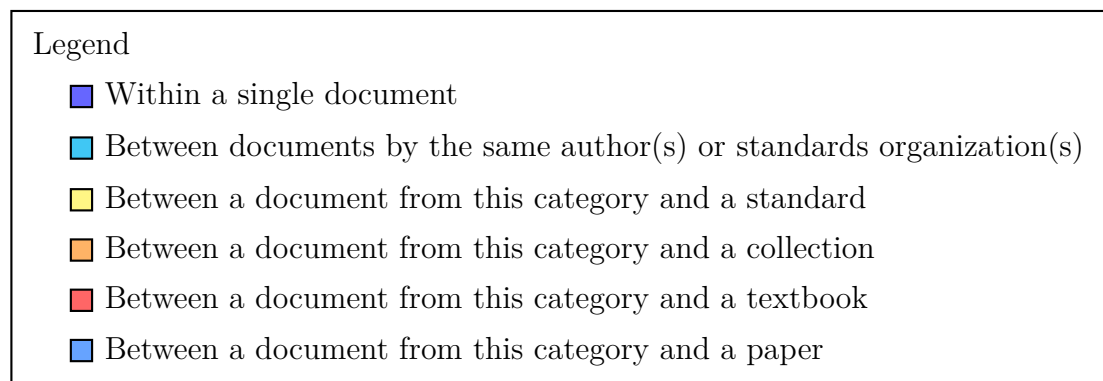 Legend
Within a single document
Between documents by the same author(s) or standards organization(s)
Between a document from this category and a standard
Between a document from this category and a collection
Between a document from this category and a textbook
Between a document from this category and a paper